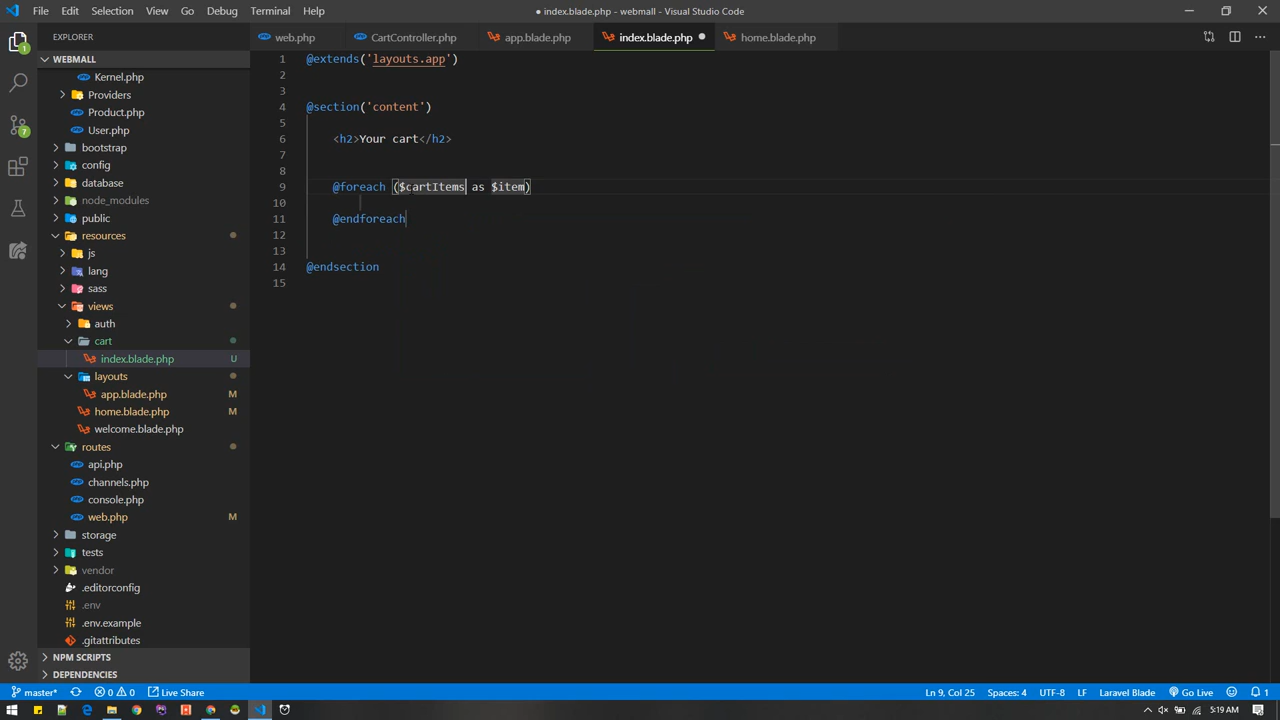 File Edit Selection View Go Debug Terminal Help
● index.blade.php - webmall - Visual Studio Code
EXPLORER
WEBMALL
Kernel.php
Providers
Product.php
User.php
bootstrap
config
database
node_modules
public
resources
js
lang
sass
views
auth
cart
index.blade.php U
layouts
app.blade.php M
home.blade.php M
welcome.blade.php
routes
api.php
channels.php
console.php
web.php M
storage
tests
vendor
.editorconfig
.env
.env.example
.gitattributes
NPM SCRIPTS
DEPENDENCIES
1
7
web.php CartController.php app.blade.php index.blade.php home.blade.php
1 @extends('layouts.app')
2
3
4 @section('content')
5
6 <h2>Your cart</h2>
7
8
9 @foreach ($cartItems as $item)
10
11 @endforeach
12
13
14 @endsection
15
master* 0 0 Live Share Ln 9, Col 25 Spaces: 4 UTF-8 LF Laravel Blade Go Live 1
5:19 AM